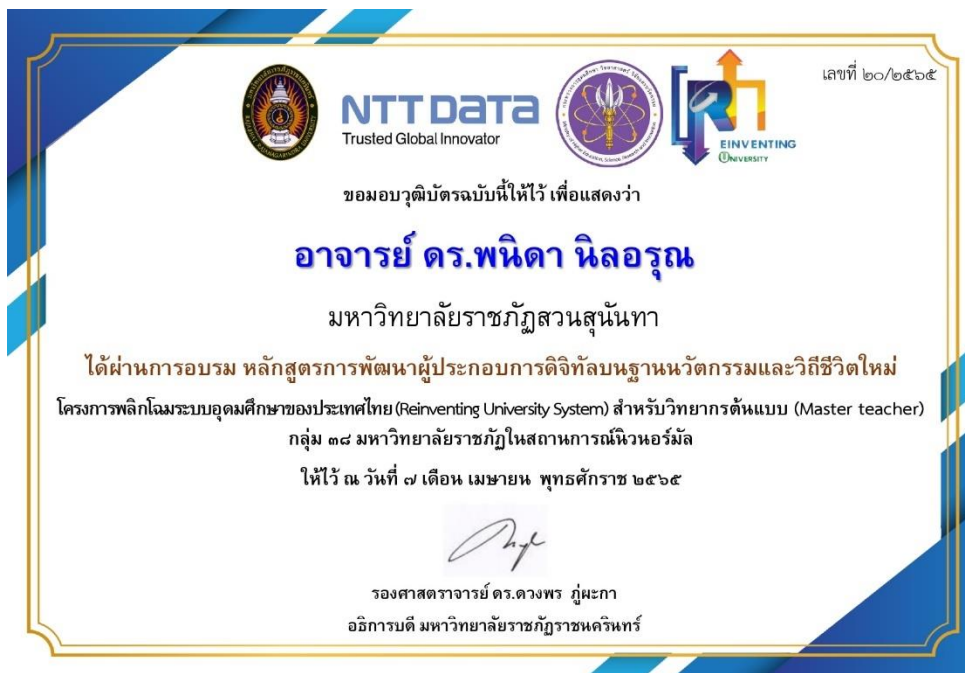 เลขที่ ๒๐/๒๕๖๕
NTT DATA
Trusted Global Innovator
EINVENTING
UNIVERSITY
ขอมอบวุฒิบัตรฉบับนี้ให้ไว้ เพื่อแสดงว่า
อาจารย์ ดร.พนิดา นิลอรุณ
มหาวิทยาลัยราชภัฏสวนสุนันทา
ได้ผ่านการอบรม หลักสูตรการพัฒนาผู้ประกอบการดิจิทัลบนฐานนวัตกรรมและวิถีชีวิตใหม่
โครงการพลิกโฉมระบบอุดมศึกษาของประเทศไทย (Reinventing University System) สำหรับวิทยากรต้นแบบ (Master teacher)
กลุ่ม ๓๘ มหาวิทยาลัยราชภัฏในสถานการณ์นิวนอร์มัล
ให้ไว้ ณ วันที่ ๗ เดือน เมษายน พุทธศักราช ๒๕๖๕
รองศาสตราจารย์ ดร.ดวงพร ภู่ผะกา
อธิการบดี มหาวิทยาลัยราชภัฏราชนครินทร์